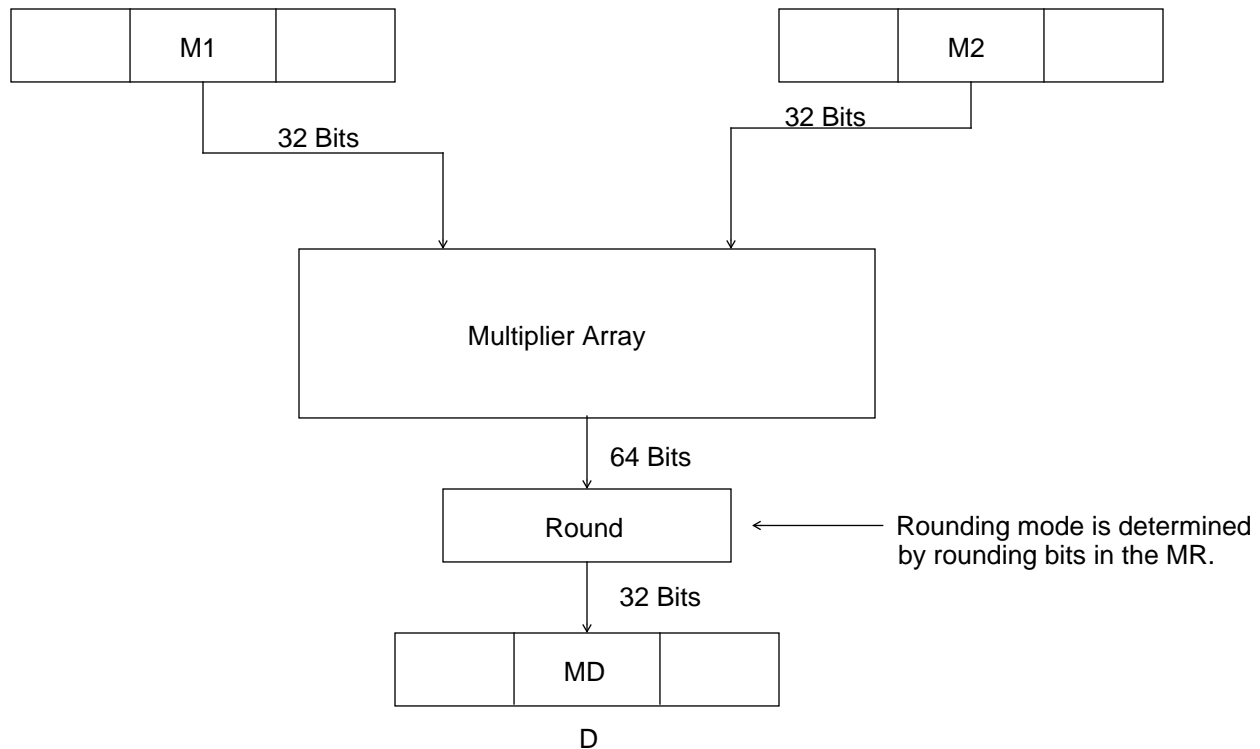 M1
M2
32 Bits
32 Bits
Multiplier Array
64 Bits
Round
Rounding mode is determined
by rounding bits in the MR.
32 Bits
MD
D